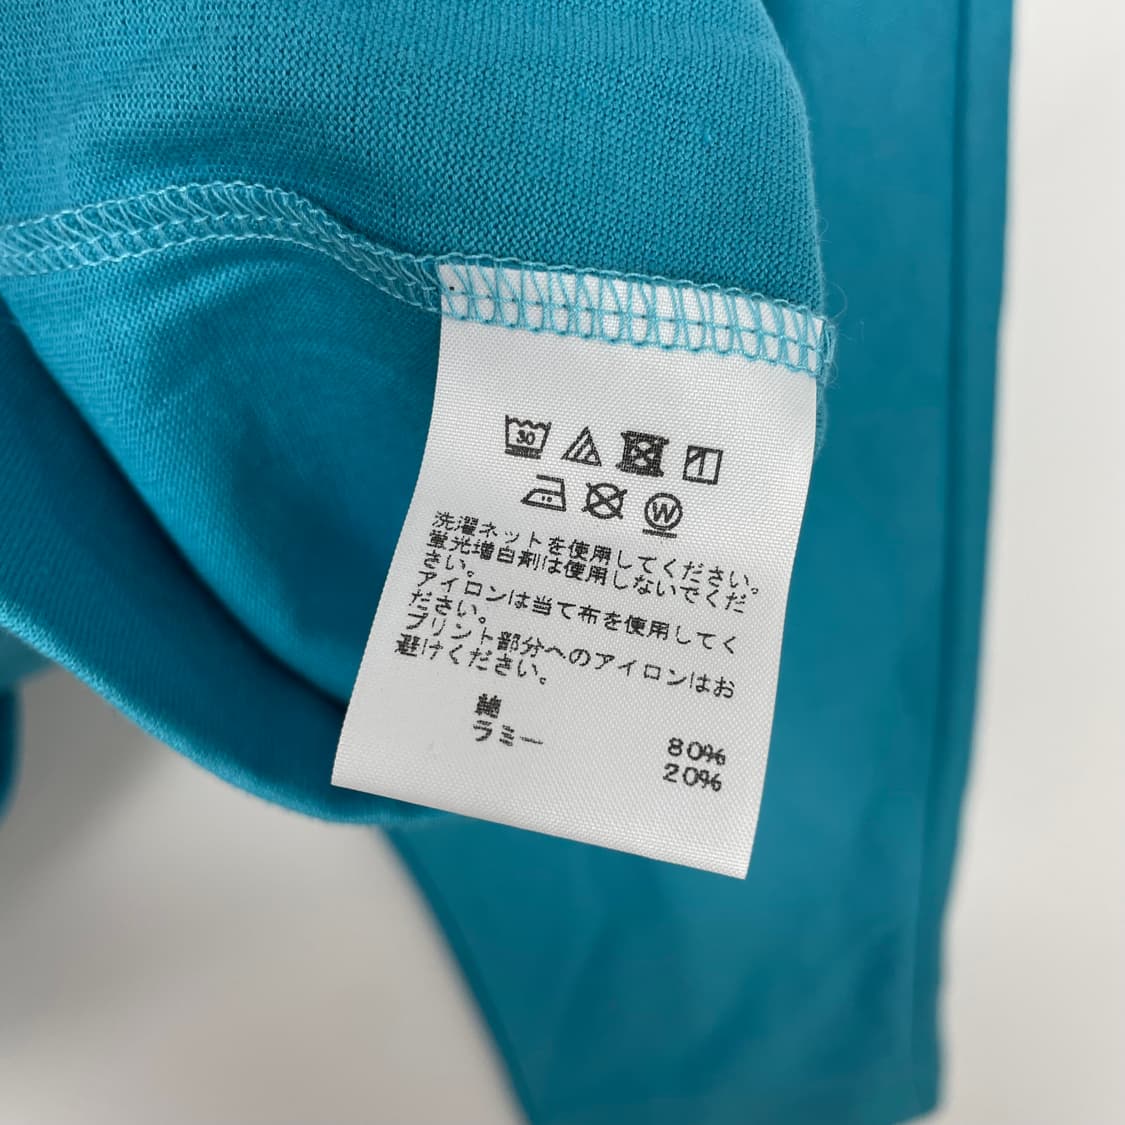 30
W
洗濯ネットを使用してください。
蛍光増白剤は使用しないでくだ
さい。
アイロンは当て布を使用してく
ださい。
プリント部分へのアイロンはお
避けください。
綿 80%
ラミー 20%